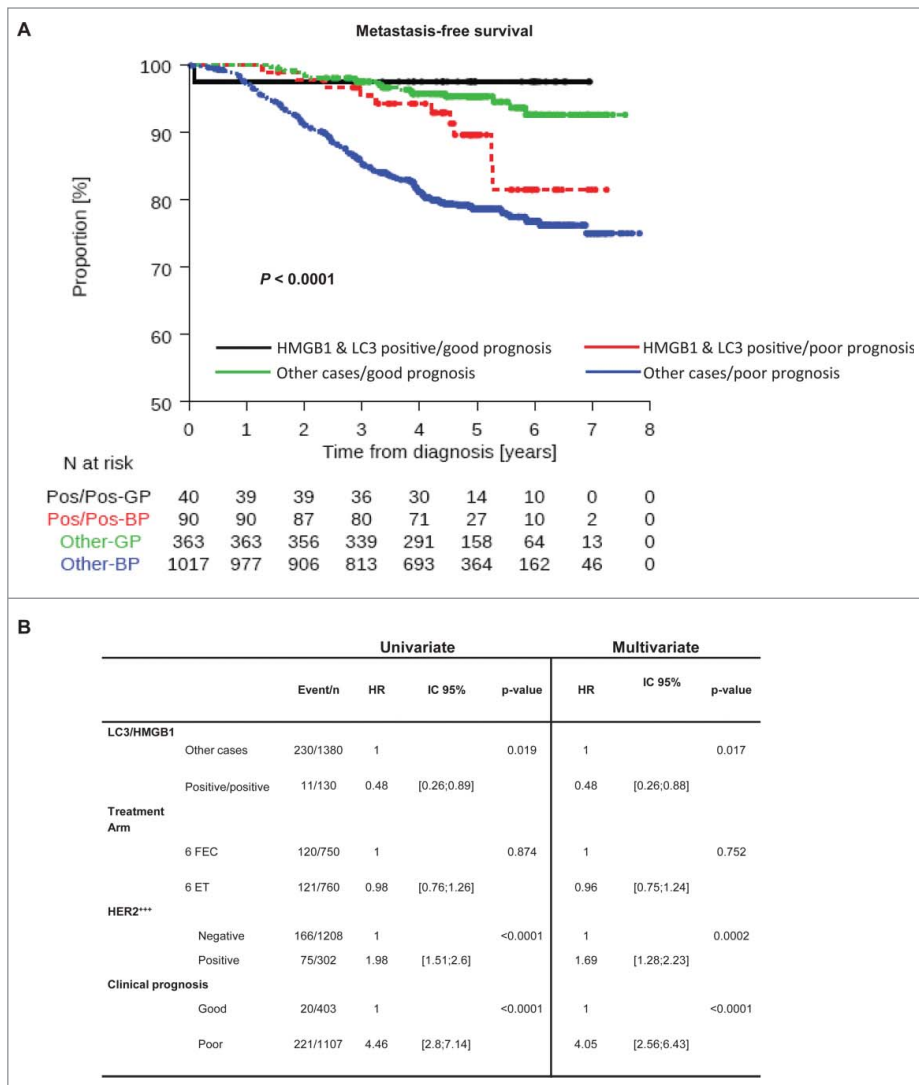 A
Metastasis-free survival
100
90
80
70
60
50
Proportion [%]
P < 0.0001
HMGB1 & LC3 positive/good prognosis
HMGB1 & LC3 positive/poor prognosis
Other cases/good prognosis
Other cases/poor prognosis
0 1 2 3 4 5 6 7 8
Time from diagnosis [years]
N at risk
Pos/Pos-GP 40 39 39 36 30 14 10 0 0
Pos/Pos-BP 90 90 87 80 71 27 10 2 0
Other-GP 363 363 356 339 291 158 64 13 0
Other-BP 1017 977 906 813 693 364 162 46 0
B
Univariate Multivariate
Event/n HR IC 95% p-value HR IC 95% p-value
LC3/HMGB1
Other cases 230/1380 1 0.019 1 0.017
Positive/positive 11/130 0.48 [0.26;0.89] 0.48 [0.26;0.88]
Treatment
Arm
6 FEC 120/750 1 0.874 1 0.752
6 ET 121/760 0.98 [0.76;1.26] 0.96 [0.75;1.24]
HER2+++
Negative 166/1208 1 <0.0001 1 0.0002
Positive 75/302 1.98 [1.51;2.6] 1.69 [1.28;2.23]
Clinical prognosis
Good 20/403 1 <0.0001 1 <0.0001
Poor 221/1107 4.46 [2.8;7.14] 4.05 [2.56;6.43]